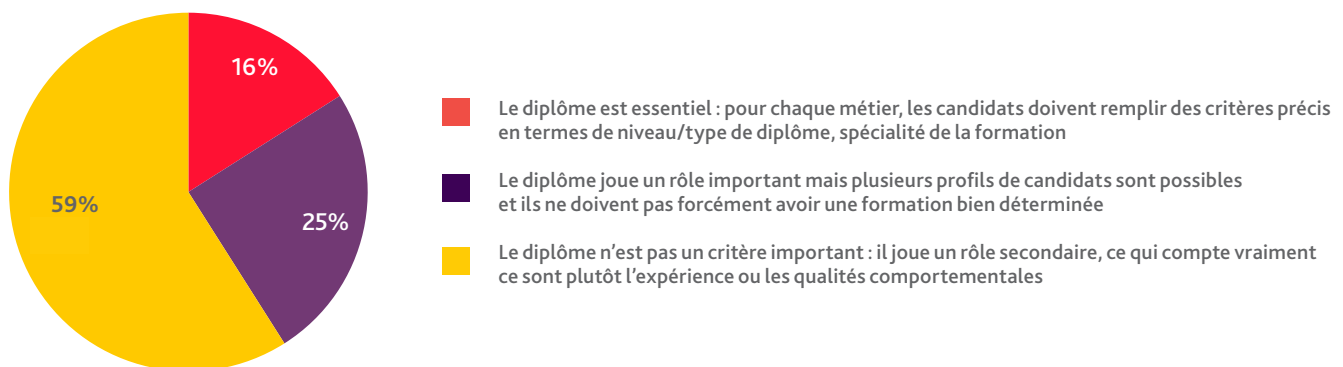 16%
25%
59%
Le diplôme est essentiel : pour chaque métier, les candidats doivent remplir des critères précis
en termes de niveau/type de diplôme, spécialité de la formation
Le diplôme joue un rôle important mais plusieurs profils de candidats sont possibles
et ils ne doivent pas forcément avoir une formation bien déterminée
Le diplôme n’est pas un critère important : il joue un rôle secondaire, ce qui compte vraiment
ce sont plutôt l’expérience ou les qualités comportementales